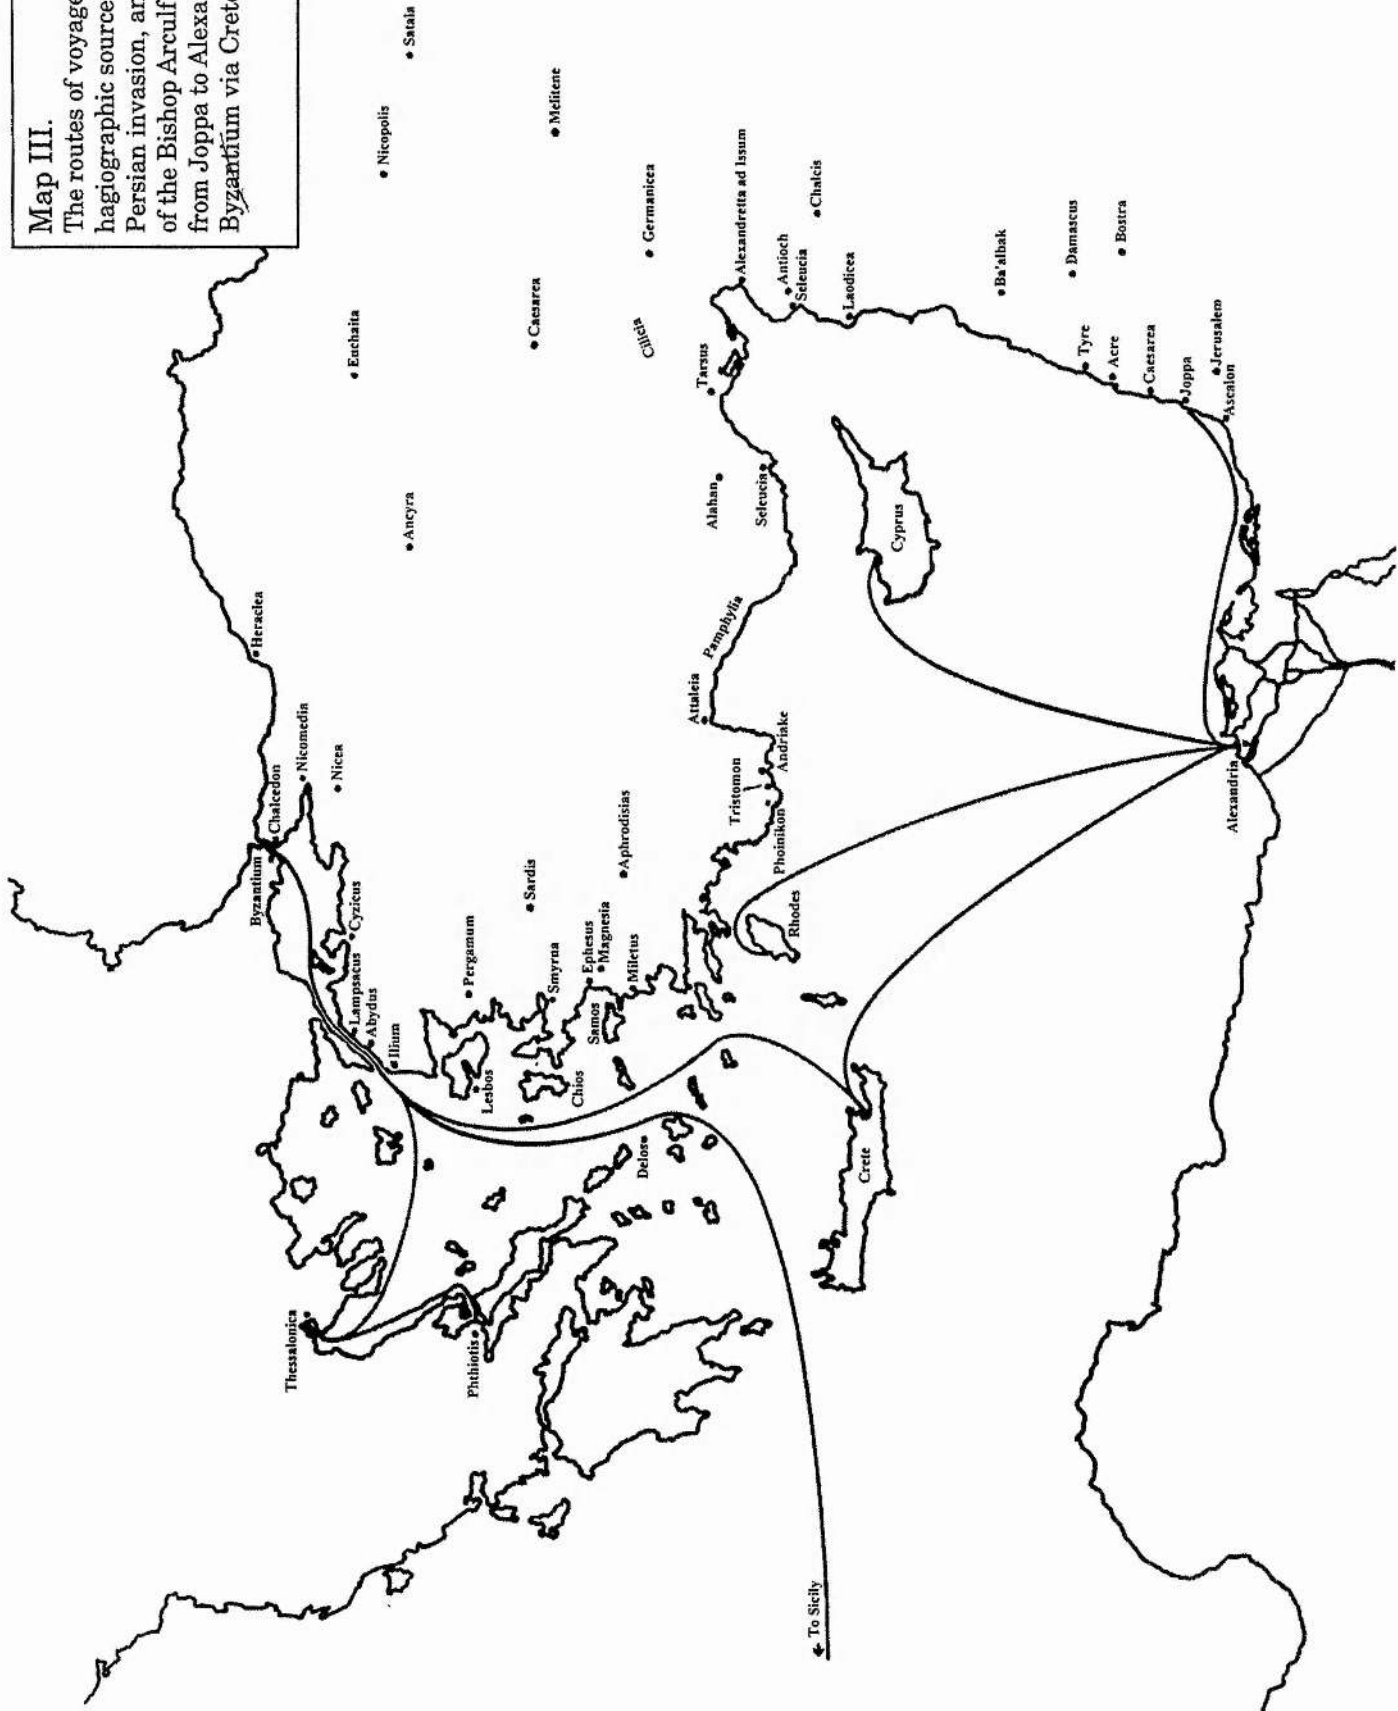 Map III.
The routes of voyage
hagiographic source
Persian invasion, an
of the Bishop Arculf
from Joppa to Alexa
Byzantium via Crete
Satala
Nicopolis
Melitene
Euchaita
Caesarea
Germanicea
Cilicia
Alexandretta ad Issum
Antioch
Seleucia
Chalcis
Laodicea
Ba'albak
Damascus
Bostra
Tyre
Acre
Caesarea
Joppa
Jerusalem
Ascalon
Tarsus
Ancyra
Alahan
Seleucia
Cyprus
Heraclea
Pamphylia
Attaleia
Nicomedia
Nicea
Chalcedon
Byzantium
Andriake
Tristomon
Phoinikon
Aphrodisias
Sardis
Cyzicus
Lampsacus
Abydus
Ilium
Pergamum
Smyrna
Ephesus
Magnesia
Miletus
Samos
Rhodes
Alexandria
Lesbos
Chios
Delos
Crete
Thessalonica
Phthiotis
To Sicily